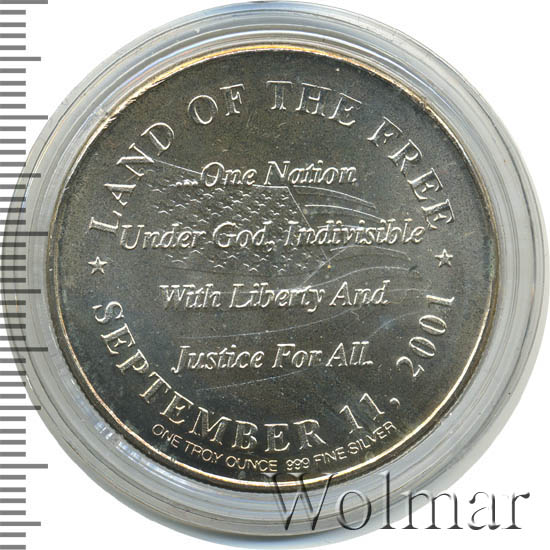 LAND OF THE FREE
...One Nation
Under God, Indivisible
With Liberty And
Justice For All.
SEPTEMBER 11, 2001
ONE TROY OUNCE 999 FINE SILVER
Wolmar